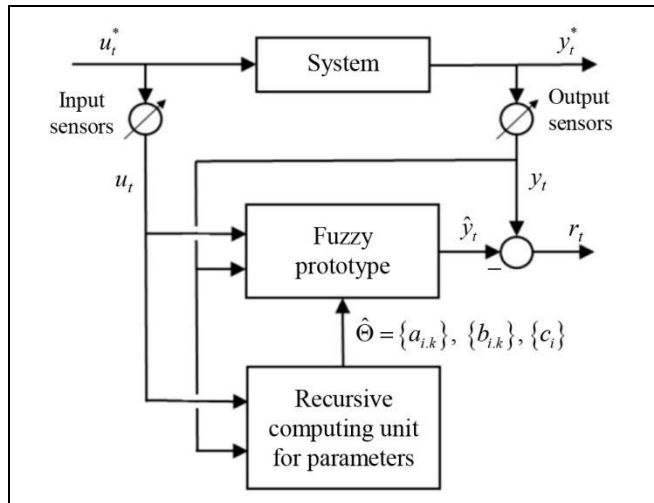 u*t
System
y*t
Input
sensors
Output
sensors
ut
yt
Fuzzy
prototype
ŷt
−
rt
Θ̂ = {ai.k}, {bi.k}, {ci}
Recursive
computing unit
for parameters